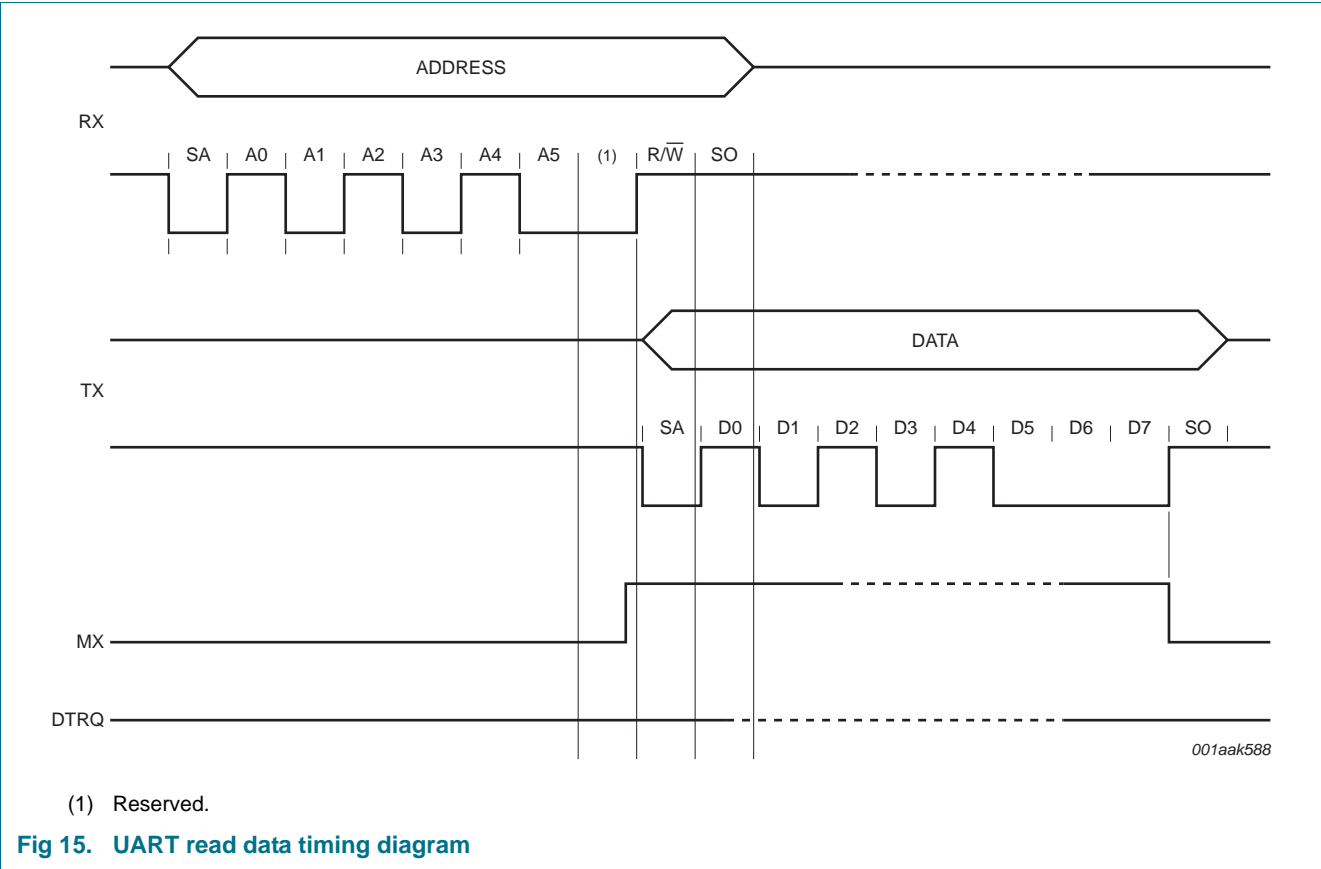 ADDRESS
RX
SA A0 A1 A2 A3 A4 A5 (1) R/W̅ SO
DATA
TX
SA D0 D1 D2 D3 D4 D5 D6 D7 SO
MX
DTRQ
001aak588
(1) Reserved.
Fig 15. UART read data timing diagram